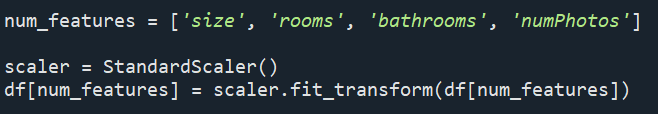 num_features = ['size', 'rooms', 'bathrooms', 'numPhotos']
scaler = StandardScaler()
df[num_features] = scaler.fit_transform(df[num_features])